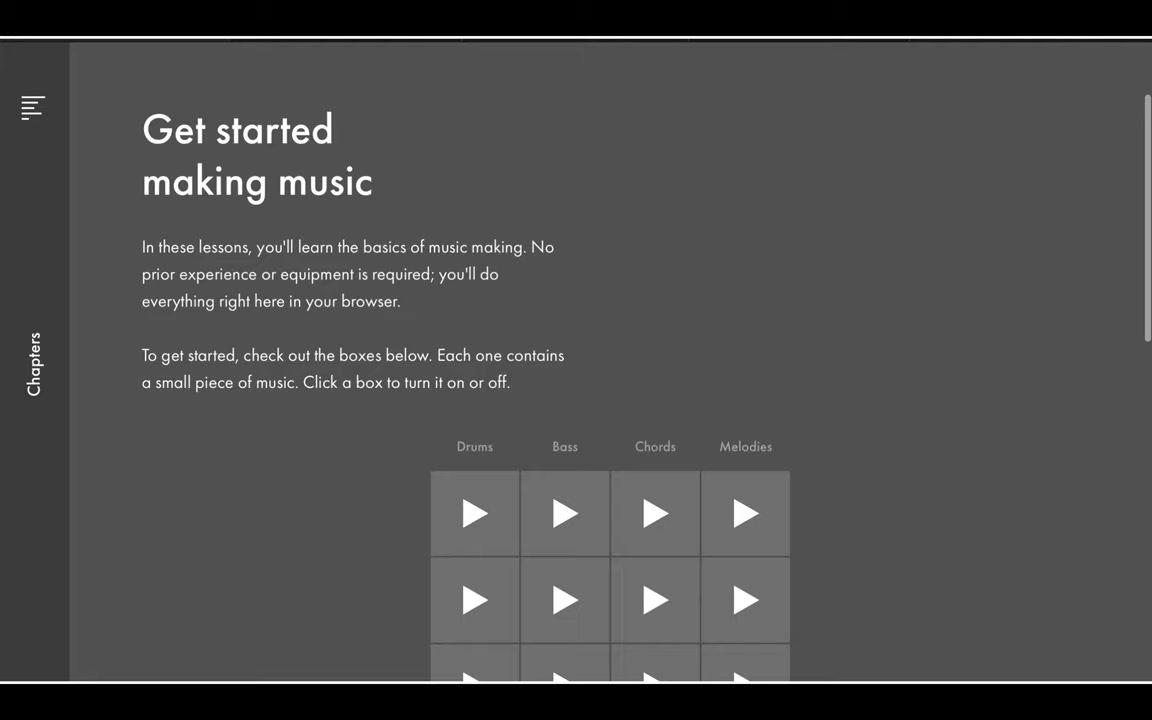 Get started
making music
In these lessons, you'll learn the basics of music making. No
prior experience or equipment is required; you'll do
everything right here in your browser.
To get started, check out the boxes below. Each one contains
a small piece of music. Click a box to turn it on or off.
Chapters
Drums Bass Chords Melodies